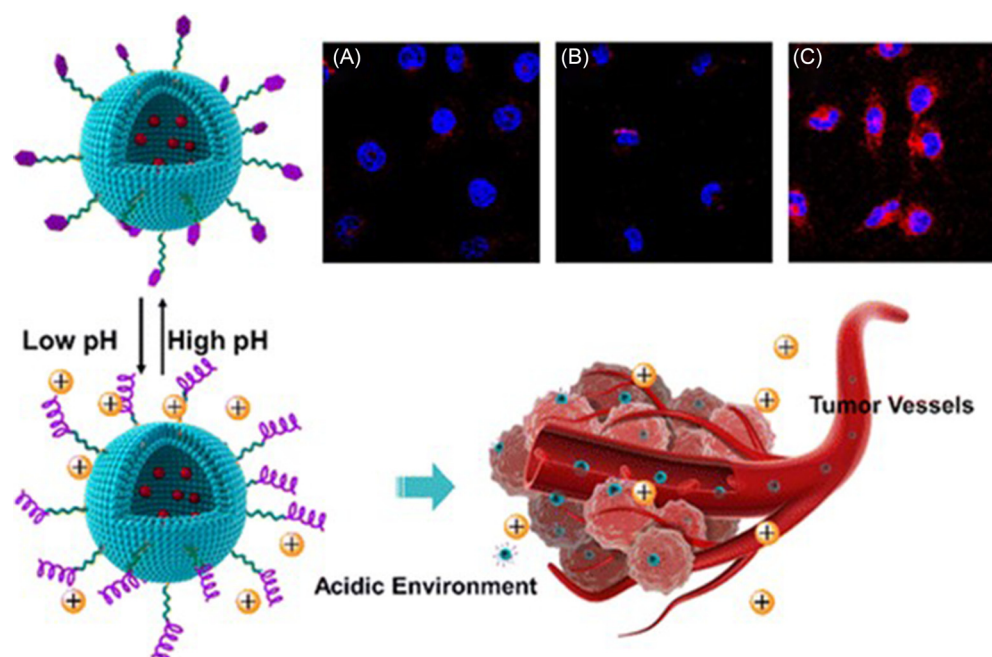 (A)
(B)
(C)
Low pH
High pH
Tumor Vessels
Acidic Environment